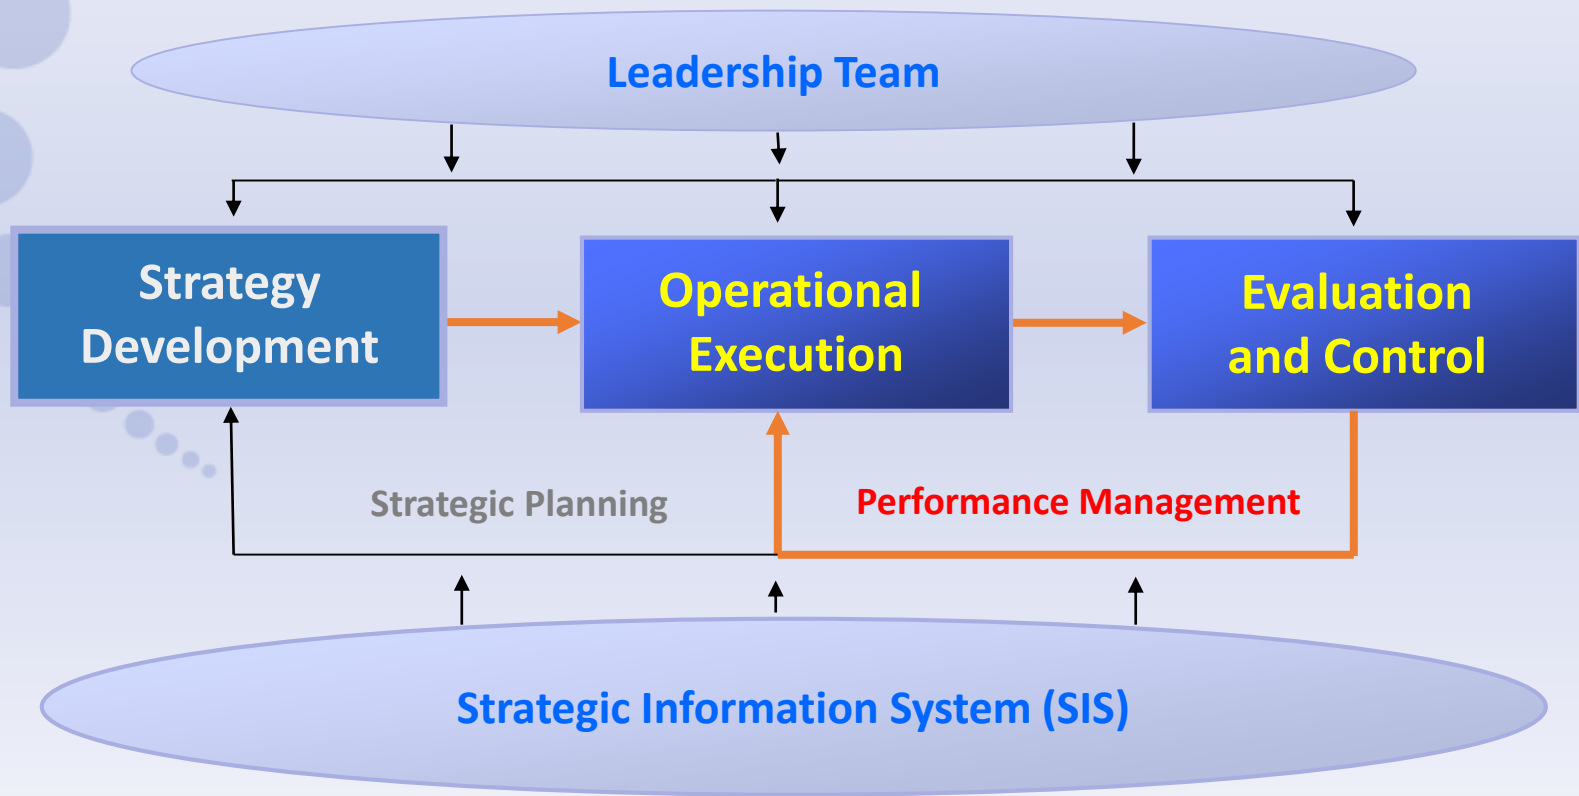 Leadership Team
Strategy
Development
Operational
Execution
Evaluation
and Control
Strategic Planning
Performance Management
Strategic Information System (SIS)